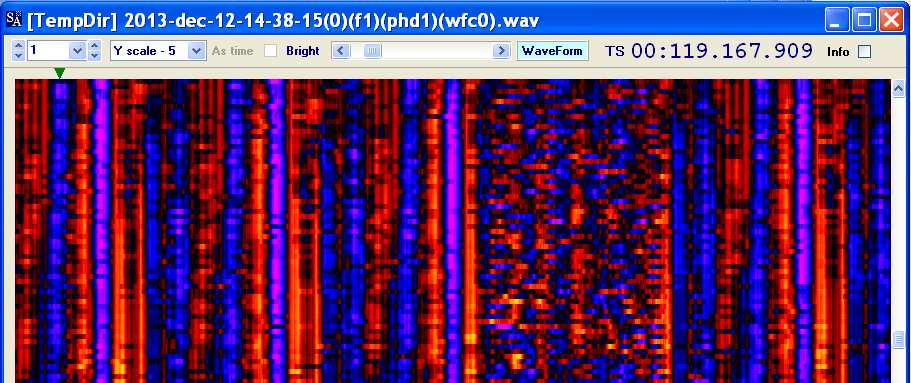 SA [TempDir] 2013-dec-12-14-38-15(0)(f1)(phd1)(wfc0).wav
1 Y scale - 5 As time Bright WaveForm TS 00:119.167.909 Info